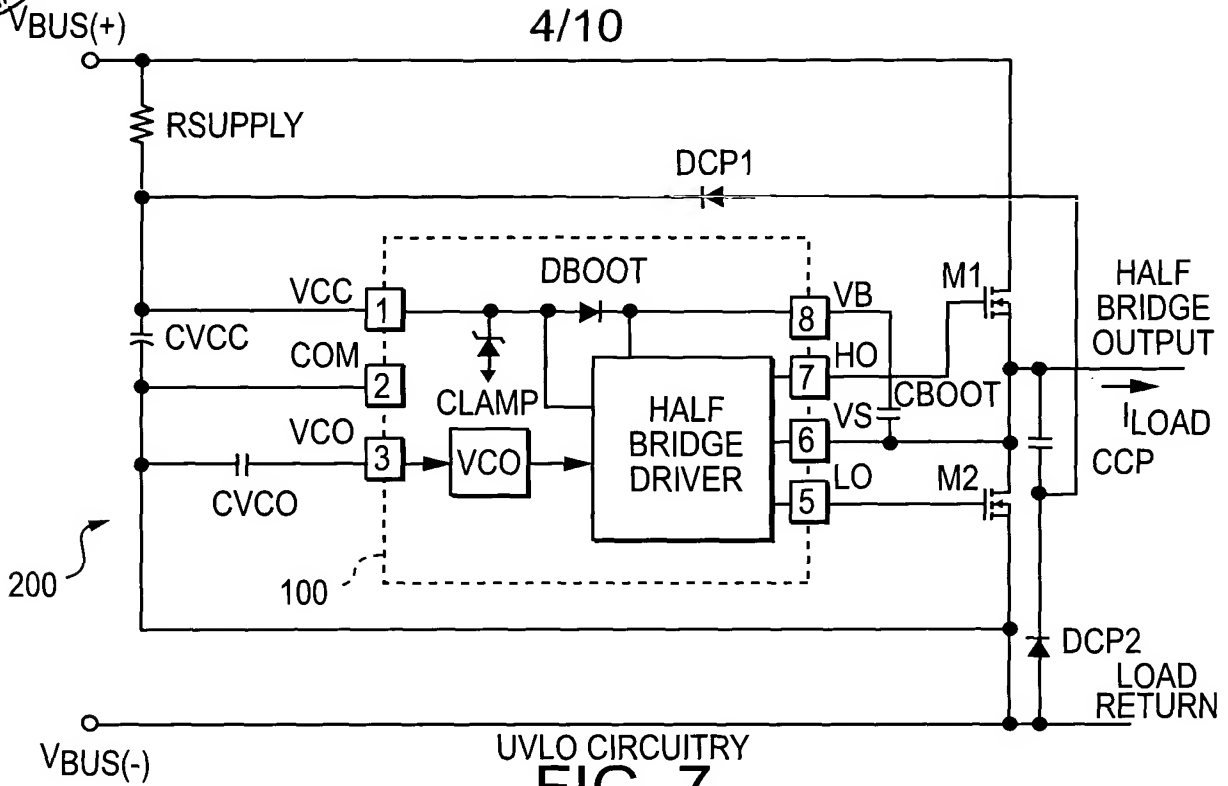 4/10
VBUS(+)
RSUPPLY
DCP1
DBOOT
M1
HALF
BRIDGE
OUTPUT
VCC
1
8
VB
CVCC
COM
2
7
HO
CLAMP
CBOOT
ILOAD
HALF
BRIDGE
DRIVER
VCO
3
VCO
6
VS
CCP
CVCO
5
LO
M2
200
100
DCP2
LOAD
RETURN
VBUS(-)
UVLO CIRCUITRY
FIG. 7